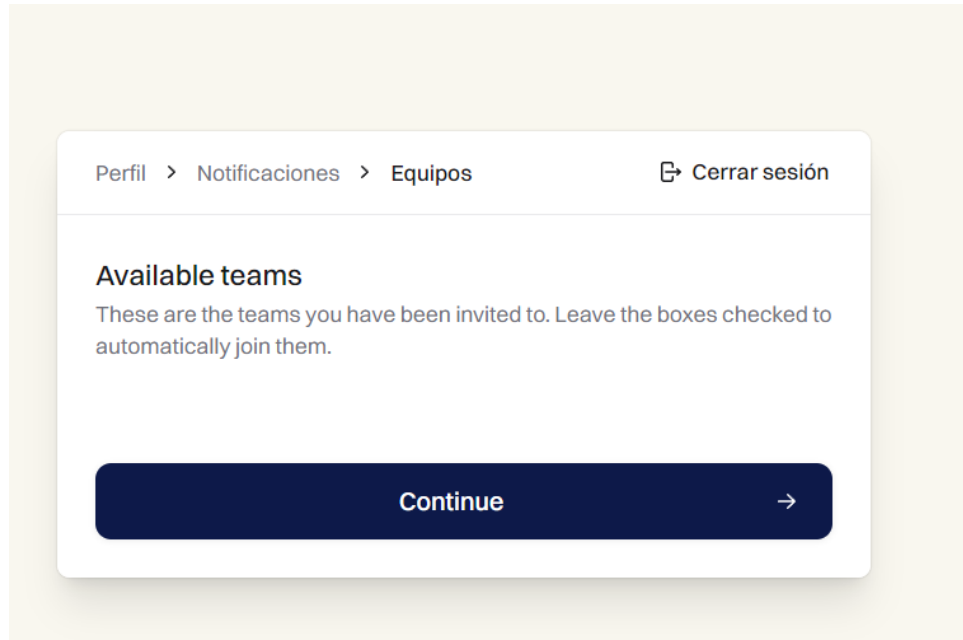 Perfil > Notificaciones > Equipos Cerrar sesión
Available teams
These are the teams you have been invited to. Leave the boxes checked to
automatically join them.
Continue →